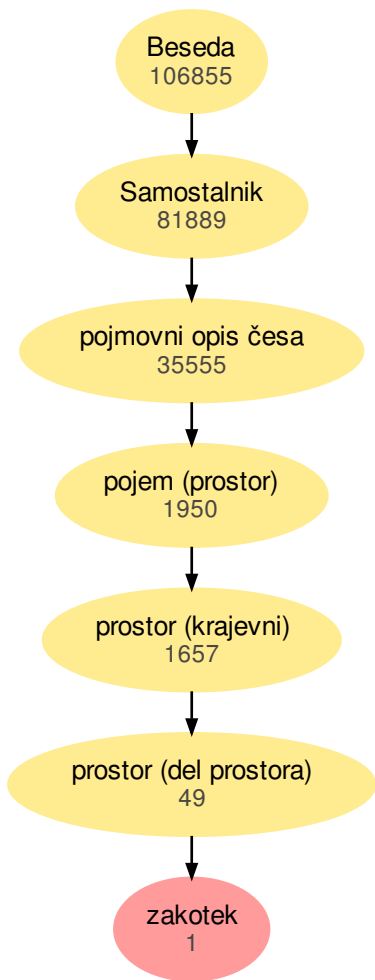 Beseda
106855
Samostalnik
81889
pojmovni opis česa
35555
pojem (prostor)
1950
prostor (krajevni)
1657
prostor (del prostora)
49
zakotek
1